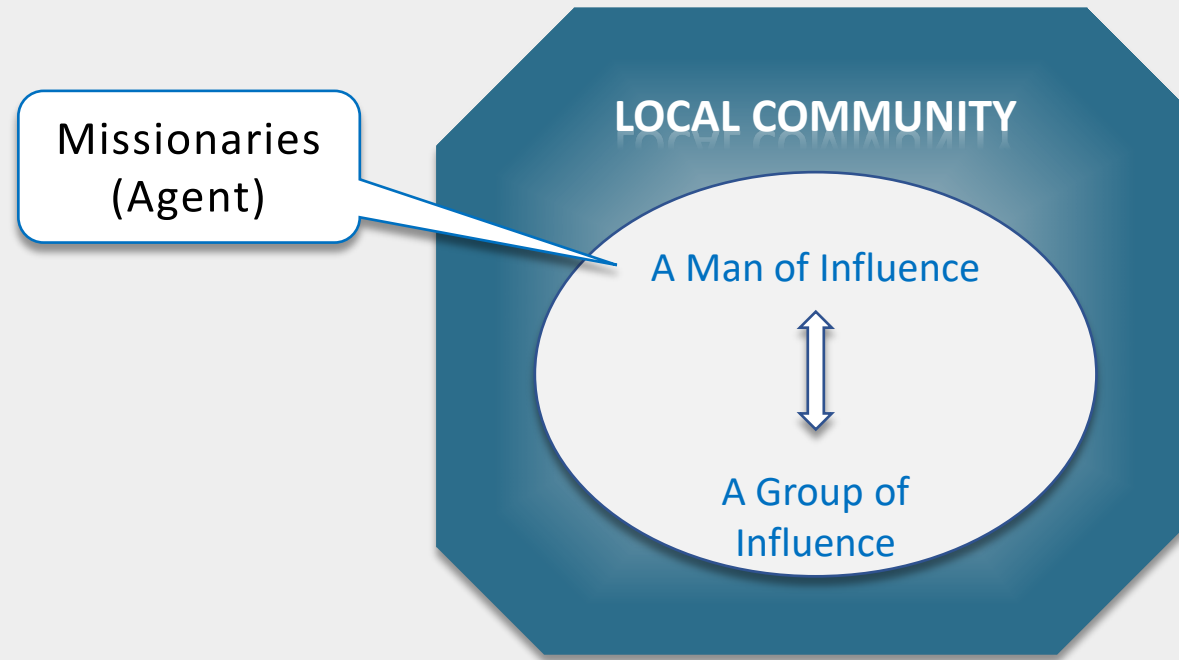 LOCAL COMMUNITY
Missionaries
(Agent)
A Man of Influence
A Group of
Influence